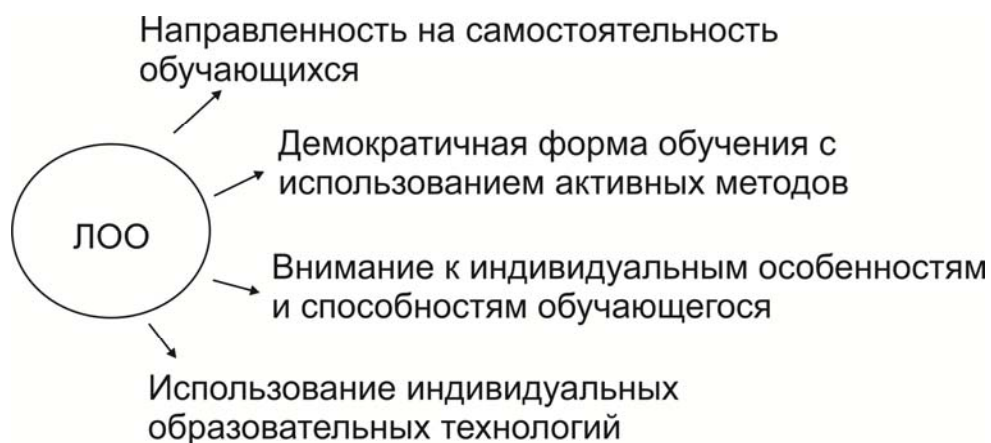 Направленность на самостоятельность
обучающихся
Демократичная форма обучения с
использованием активных методов
ЛОО
Внимание к индивидуальным особенностям
и способностям обучающегося
Использование индивидуальных
образовательных технологий